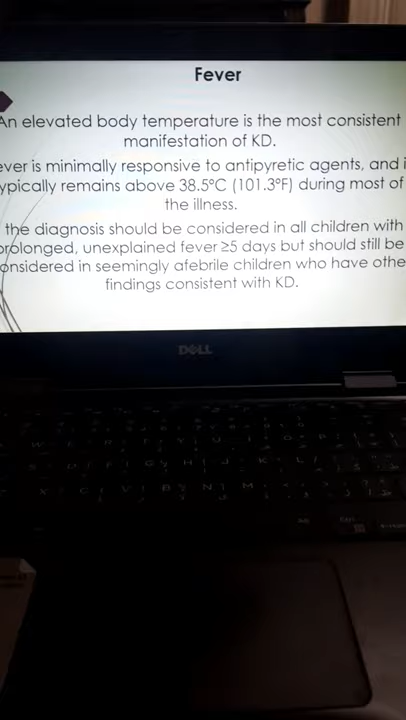 Fever
An elevated body temperature is the most consistent
manifestation of KD.
ever is minimally responsive to antipyretic agents, and i
ypically remains above 38.5°C (101.3°F) during most of
the illness.
the diagnosis should be considered in all children with
prolonged, unexplained fever ≥5 days but should still be
onsidered in seemingly afebrile children who have othe
findings consistent with KD.
DELL